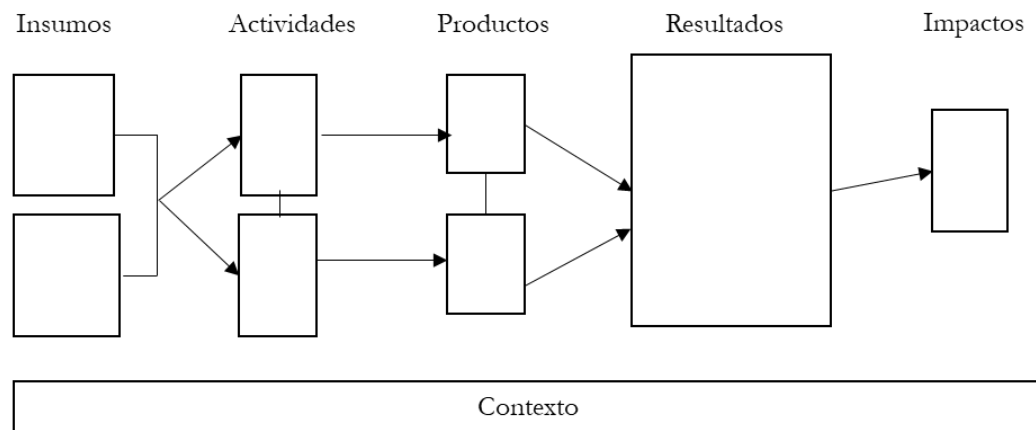 Insumos
Actividades
Productos
Resultados
Impactos
Contexto